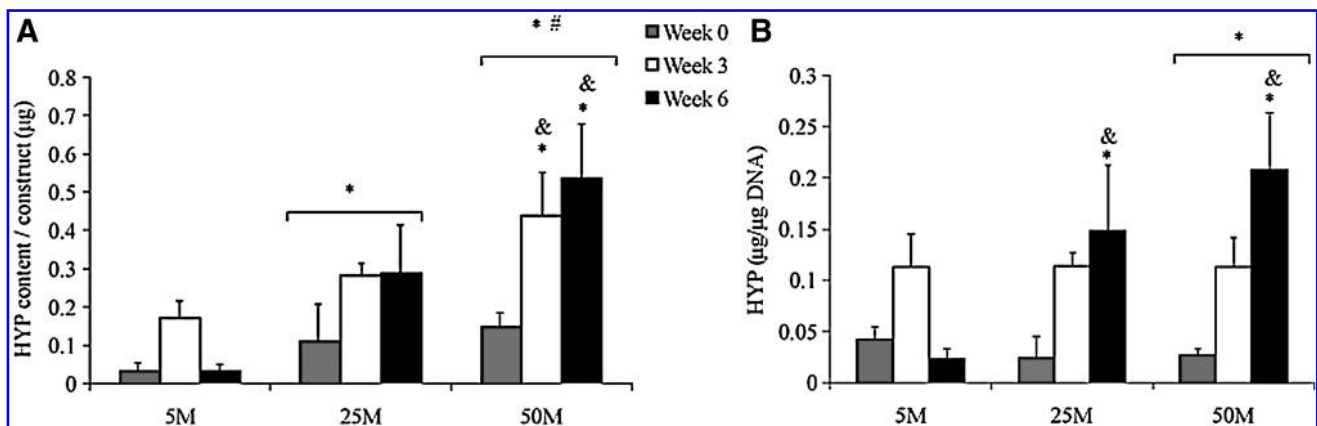 A
* #
Week 0
Week 3
Week 6
HYP content / construct (µg)
0.8
0.7
0.6
0.5
0.4
0.3
0.2
0.1
0
*
&
*
&
*
5M
25M
50M
B
*
HYP (µg/µg DNA)
0.3
0.25
0.2
0.15
0.1
0.05
0
&
*
&
*
5M
25M
50M